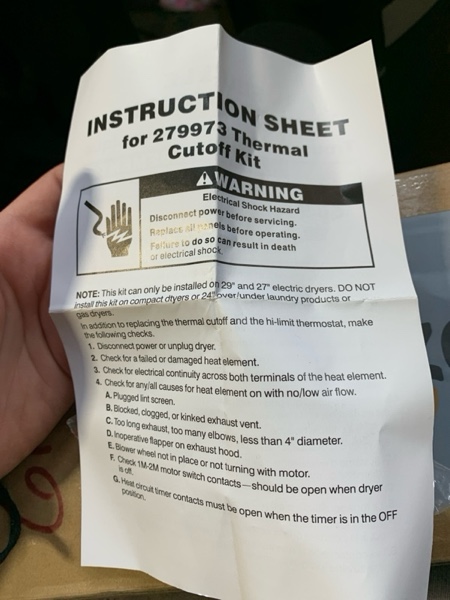 INSTRUCTION SHEET
for 279973 Thermal
Cutoff Kit
WARNING
Electrical Shock Hazard
Disconnect power before servicing.
Replace all panels before operating.
Failure to do so can result in death
or electrical shock.
NOTE: This kit can only be installed on 29" and 27" electric dryers. DO NOT
install this kit on compact dryers or 24" over/under laundry products or
gas dryers.
In addition to replacing the thermal cutoff and the hi-limit thermostat, make
the following checks.
1. Disconnect power or unplug dryer.
2. Check for a failed or damaged heat element.
3. Check for electrical continuity across both terminals of the heat element.
4. Check for any/all causes for heat element on with no/low air flow.
A. Plugged lint screen.
B. Blocked, clogged, or kinked exhaust vent.
C. Too long exhaust, too many elbows, less than 4" diameter.
D. Inoperative flapper on exhaust hood.
E. Blower wheel not in place or not turning with motor.
F. Check 1M-2M motor switch contacts—should be open when dryer
is off.
G. Heat circuit timer contacts must be open when the timer is in the OFF
position.